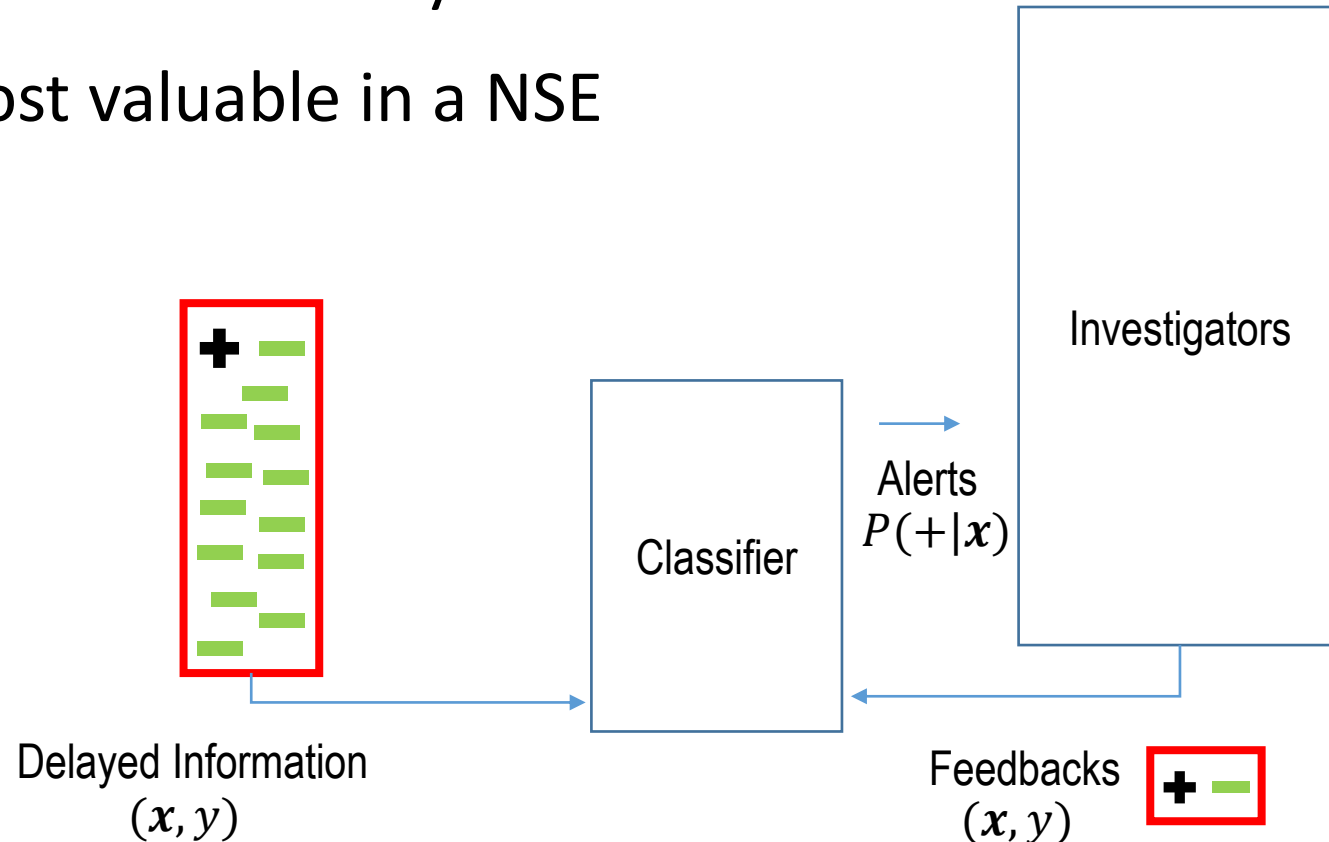 ost valuable in a NSE
Investigators
Alerts
P(+|x)
Classifier
Delayed Information
(x, y)
Feedbacks
(x, y)